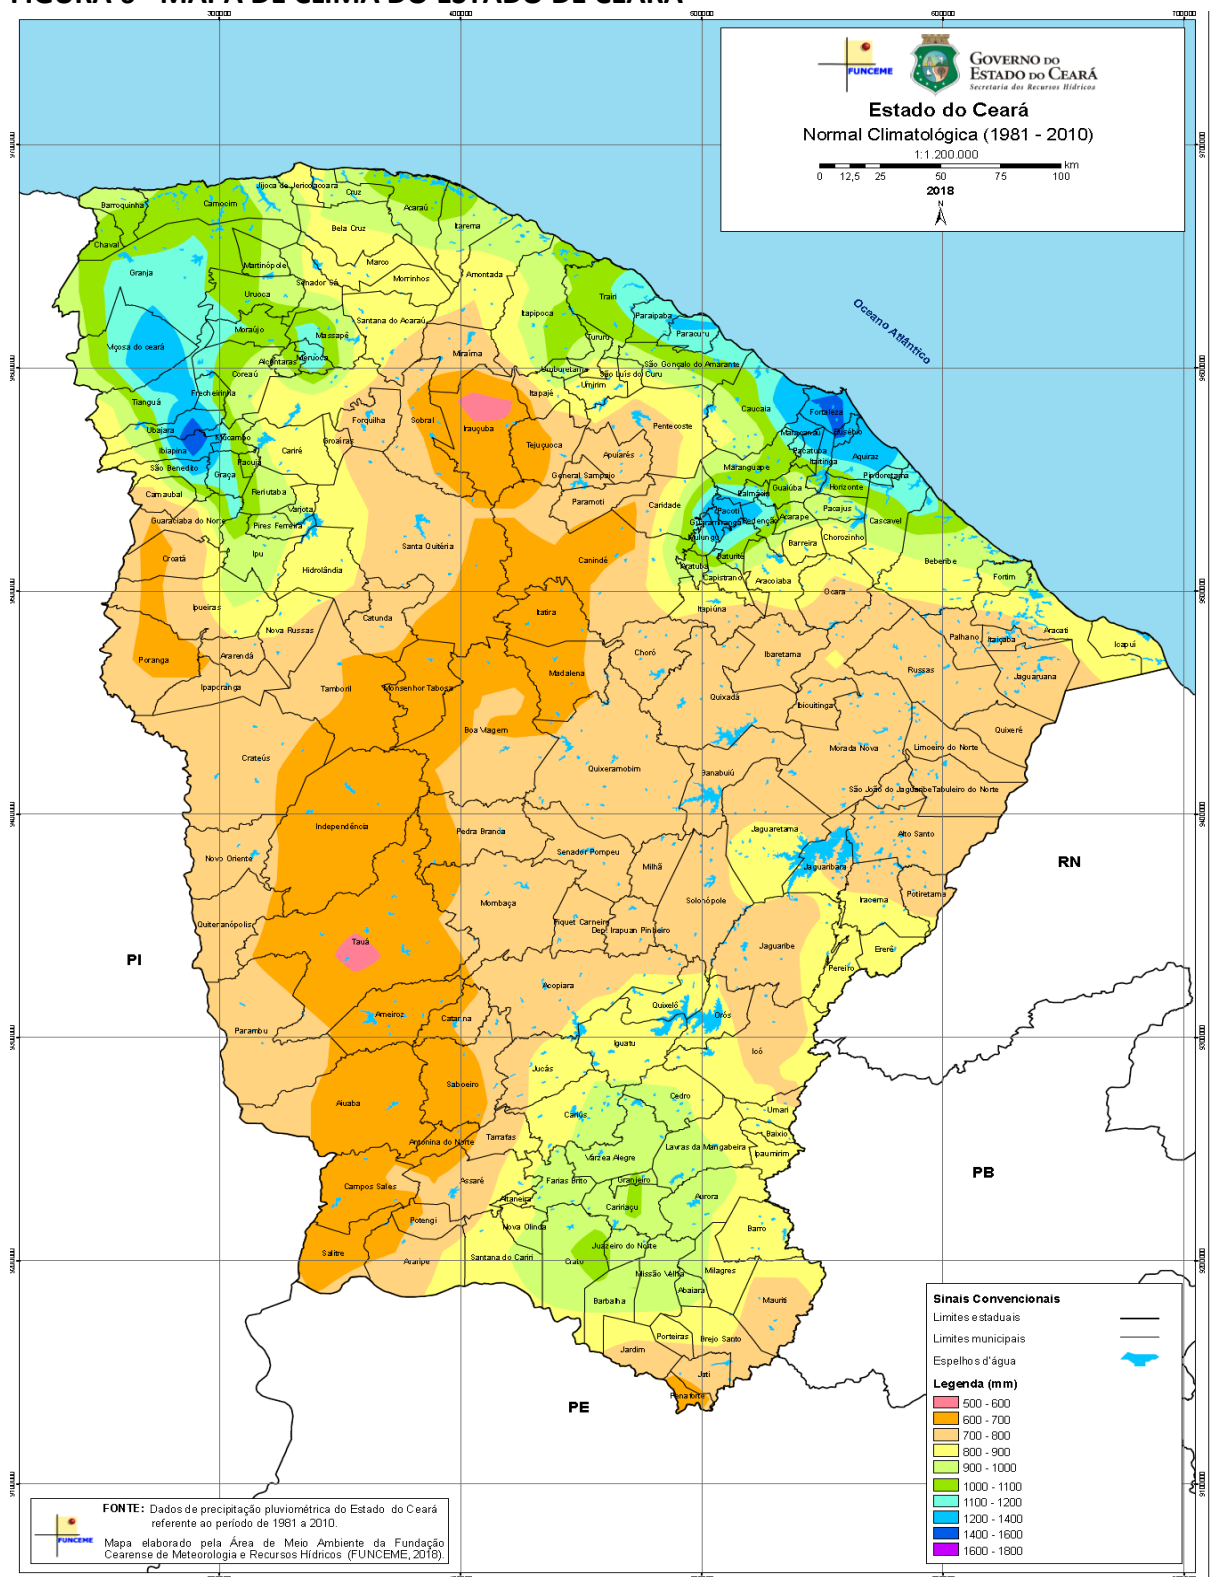 FIGURA 6 - MAPA DE CLIMA DO ESTADO DE CEARÁ
300000
400000
500000
600000
700000
FUNCEME
GOVERNO DO
ESTADO DO CEARÁ
Secretaria dos Recursos Hídricos
Estado do Ceará
Normal Climatológica (1981 - 2010)
1:1.200.000
km
0 12,5 25 50 75 100
2018
N
Oceano Atlântico
Jijoca de Jericoacoara
Cruz
Barroquinha
Camocim
Acaraú
Itarema
Bela Cruz
Chaval
Granja
Martinópole
Marco
Senador Sá
Morrinhos
Amontada
Uruoca
Trairi
Paraipaba
Itapipoca
Santana do Acaraú
Moraújo
Massapê
Tururu
Paracuru
Viçosa do ceará
Meruoca
Alcântaras
Miraíma
São Gonçalo do Amarante
Coreaú
Uruburetama
São Luís do Curu
Umirim
Frecheirinha
Itapajé
Tianguá
Caucaia
Fortaleza
Forquilha
Sobral
Irauçuba
Pentecoste
Ubajara
Mucambo
Maracanaú
Eusébio
Groaíras
Tejuçuoca
Ibiapina
Cariré
Pacatuba
Apuiarés
Aquiraz
Itaitinga
Pacujá
São Benedito
Maranguape
Graça
General Sampaio
Pindoretama
Guaiúba
Horizonte
Carnaubal
Reriutaba
Palmácia
Paramoti
Caridade
Varjota
Pacoti
Pacajus
Guaraciaba do Norte
Guaramiranga
Redenção
Acarape
Cascavel
Pires Ferreira
Mulungu
Chorozinho
Barreira
Santa Quitéria
Ipu
Baturité
Croatá
Canindé
Beberibe
Aratuba
Hidrolândia
Capistrano
Aracoiaba
Fortim
Ocara
Ipueiras
Itatira
Itapiúna
Catunda
Nova Russas
Aracati
Palhano
Itaiçaba
Icapuí
Ararendá
Choró
Ibaretama
Poranga
Russas
Madalena
Jaguaruana
Ipaporanga
Tamboril
Monsenhor Tabosa
Quixadá
Ibicuitinga
Boa Viagem
Quixeré
Morada Nova
Limoeiro do Norte
Crateús
Quixeramobim
Banabuiú
São João do Jaguaribe
Tabuleiro do Norte
Independência
Pedra Branca
Jaguaretama
Alto Santo
Senador Pompeu
Novo Oriente
Milhã
Jaguaribara
RN
Potiretama
Mombaça
Solonópole
Iracema
Quiterianópolis
Piquet Carneiro
Dep. Irapuan Pinheiro
Tauá
Jaguaribe
Ererê
PI
Pereiro
Acopiara
Quixelô
Orós
Arneiroz
Catarina
Parambu
Iguatu
Icó
Jucás
Saboeiro
Cedro
Aiuaba
Umari
Cariús
Antonina do Norte
Tarrafas
Baixio
Lavras da Mangabeira
Ipaumirim
Várzea Alegre
PB
Campos Sales
Assaré
Farias Brito
Granjeiro
Altaneira
Aurora
Caririaçu
Potengi
Nova Olinda
Barro
Salitre
Juazeiro do Norte
Araripe
Santana do Cariri
Crato
Missão Velha
Milagres
Abaiara
Barbalha
Mauriti
Porteiras
Brejo Santo
Jardim
Jati
Penaforte
PE
Sinais Convencionais
Limites estaduais
Limites municipais
Espelhos d'água
Legenda (mm)
500 - 600
600 - 700
700 - 800
800 - 900
900 - 1000
1000 - 1100
1100 - 1200
1200 - 1400
1400 - 1600
1600 - 1800
FONTE: Dados de precipitação pluviométrica do Estado do Ceará
referente ao período de 1981 a 2010.
FUNCEME
Mapa elaborado pela Área de Meio Ambiente da Fundação
Cearense de Meteorologia e Recursos Hídricos (FUNCEME, 2018).